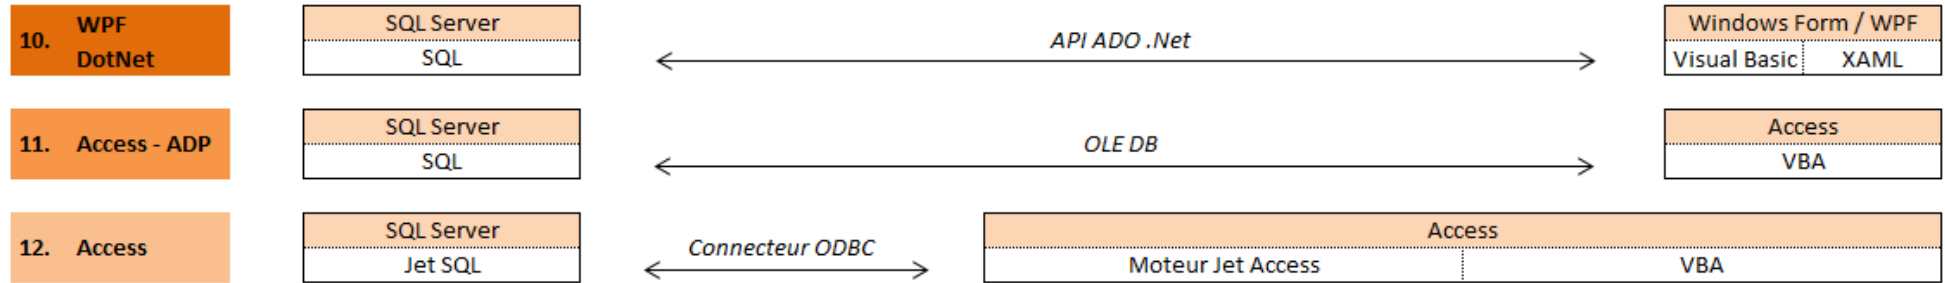 10. WPF DotNet
SQL Server
SQL
API ADO .Net
Windows Form / WPF
Visual Basic XAML
11. Access - ADP
SQL Server
SQL
OLE DB
Access
VBA
12. Access
SQL Server
Jet SQL
Connecteur ODBC
Access
Moteur Jet Access VBA